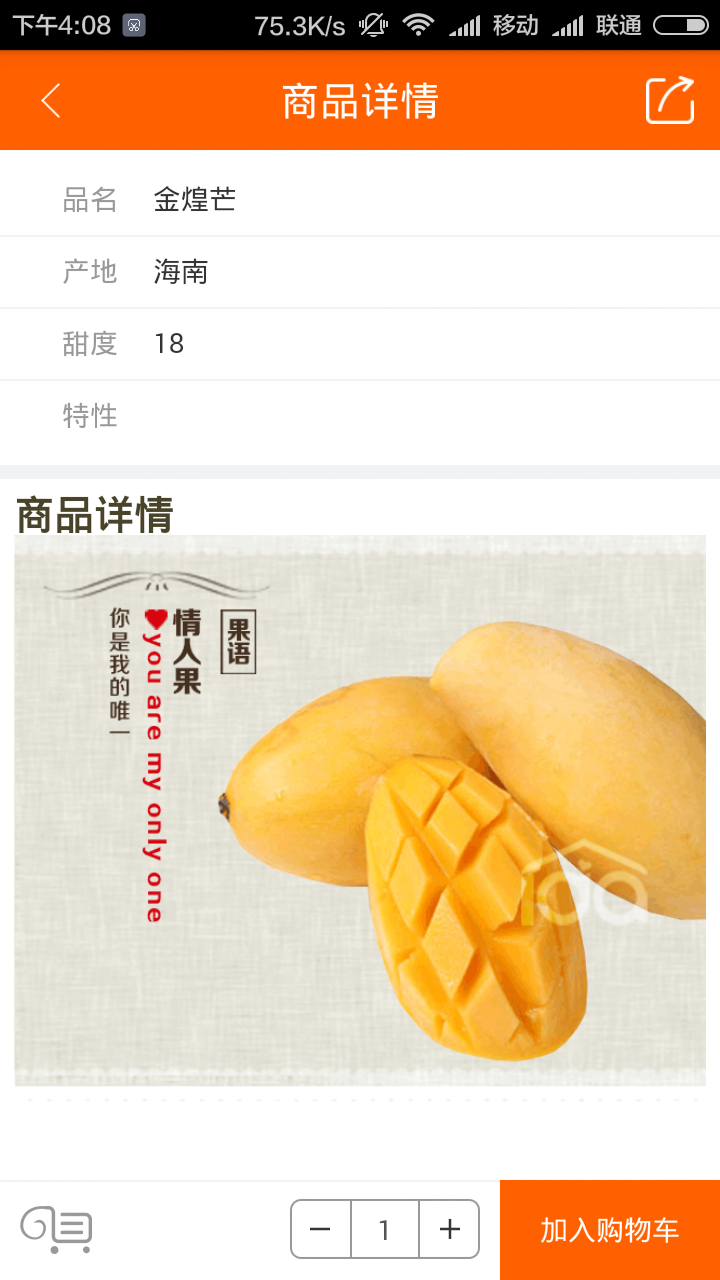 下午4:08
75.3K/s
移动
联通
商品详情
品名 金煌芒
产地 海南
甜度 18
特性
商品详情
果语
情人果
you are my only one
你是我的唯一
1
加入购物车